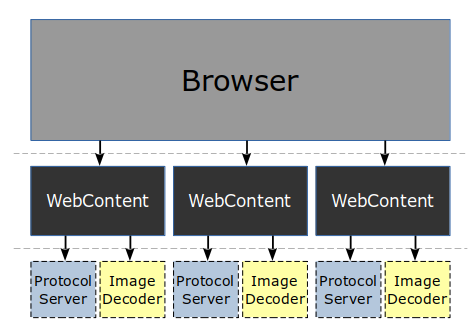 Browser
WebContent WebContent WebContent
Protocol Image Protocol Image Protocol Image
Server Decoder Server Decoder Server Decoder